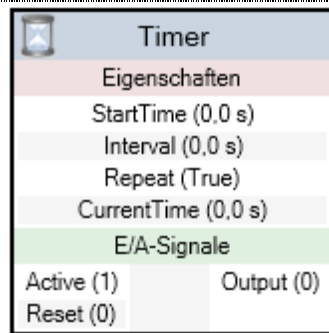 Timer
Eigenschaften
StartTime (0,0 s)
Interval (0,0 s)
Repeat (True)
CurrentTime (0,0 s)
E/A-Signale
Active (1) Output (0)
Reset (0)